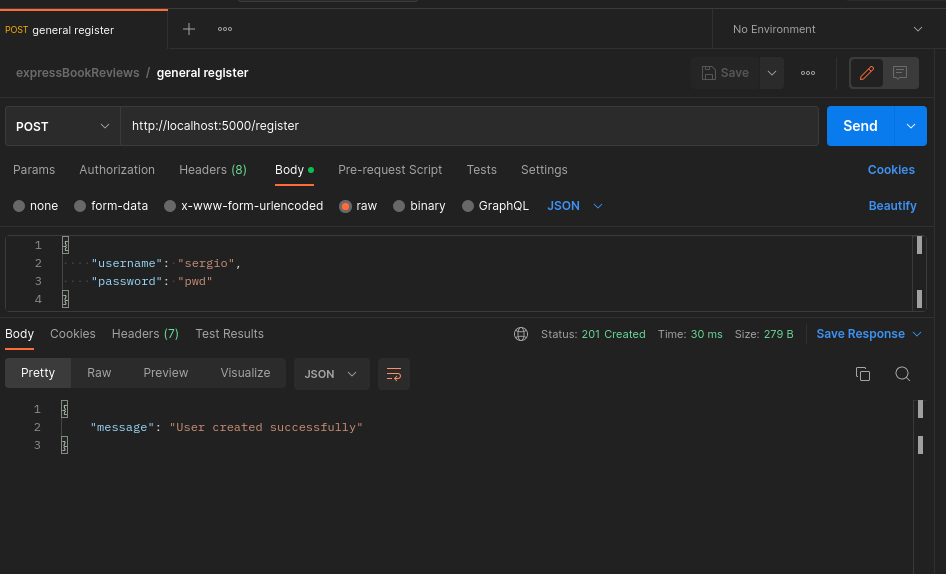 POST general register
No Environment
expressBookReviews / general register
Save
POST http://localhost:5000/register Send
Params Authorization Headers (8) Body Pre-request Script Tests Settings Cookies
none form-data x-www-form-urlencoded raw binary GraphQL JSON Beautify
1 {
2 "username": "sergio",
3 "password": "pwd"
4 }
Body Cookies Headers (7) Test Results Status: 201 Created Time: 30 ms Size: 279 B Save Response
Pretty Raw Preview Visualize JSON
1 {
2 "message": "User created successfully"
3 }